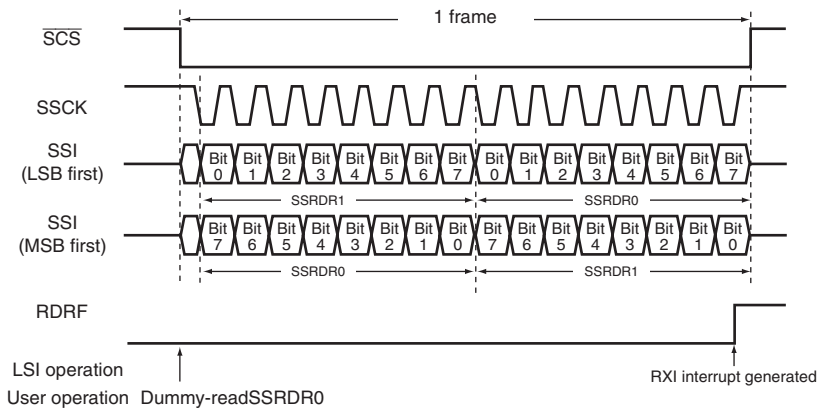 1 frame
SCS
SSCK
SSI
(LSB first)
Bit 0 Bit 1 Bit 2 Bit 3 Bit 4 Bit 5 Bit 6 Bit 7 Bit 0 Bit 1 Bit 2 Bit 3 Bit 4 Bit 5 Bit 6 Bit 7
SSRDR1 SSRDR0
SSI
(MSB first)
Bit 7 Bit 6 Bit 5 Bit 4 Bit 3 Bit 2 Bit 1 Bit 0 Bit 7 Bit 6 Bit 5 Bit 4 Bit 3 Bit 2 Bit 1 Bit 0
SSRDR0 SSRDR1
RDRF
LSI operation
RXI interrupt generated
User operation Dummy-readSSRDR0